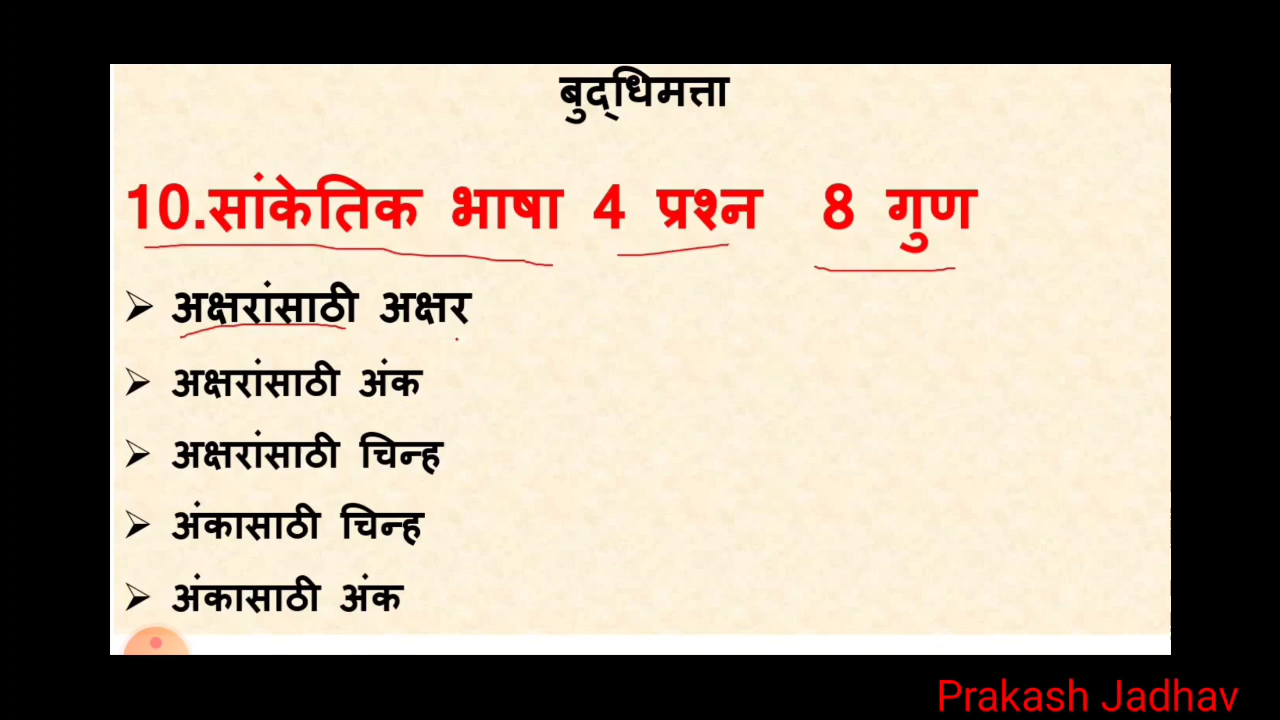 बुद्धिमत्ता
10.सांकेतिक भाषा 4 प्रश्न 8 गुण
➢ अक्षरांसाठी अक्षर
➢ अक्षरांसाठी अंक
➢ अक्षरांसाठी चिन्ह
➢ अंकासाठी चिन्ह
➢ अंकासाठी अंक
Prakash Jadhav